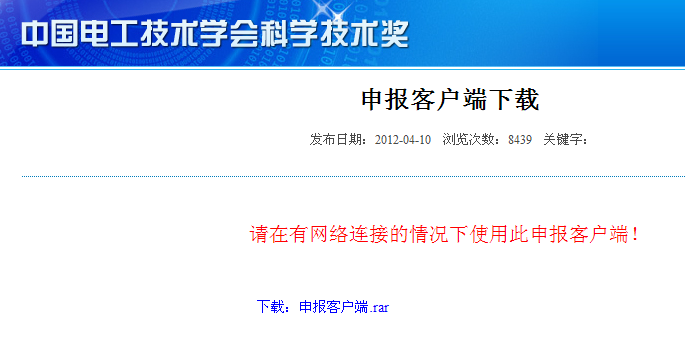 中国电工技术学会科学技术奖
申报客户端下载
发布日期：2012-04-10 浏览次数：8439 关键字：
请在有网络连接的情况下使用此申报客户端！
下载：申报客户端.rar